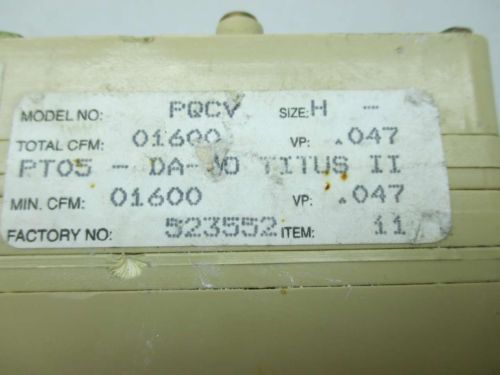 MODEL NO: PQCV SIZE: H -
TOTAL CFM: 01600 VP: .047
PT05 - DA- TITUS II
MIN. CFM: 01600 VP: .047
FACTORY NO: 523552 ITEM: 11